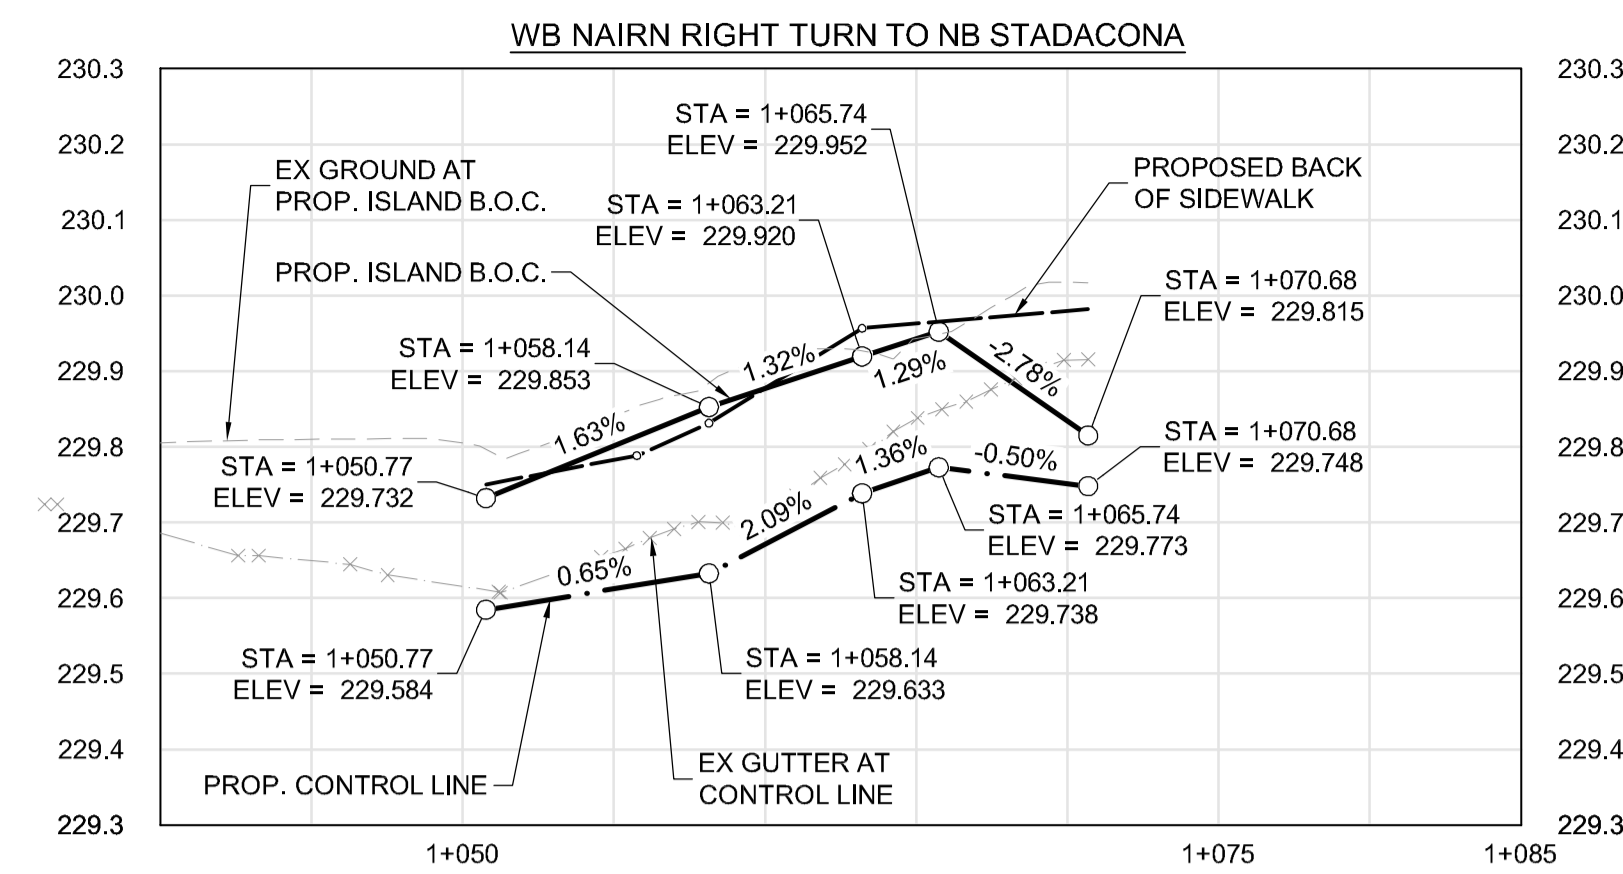 WB NAIRN RIGHT TURN TO NB STADACONA
230.3
230.3
230.2
230.2
230.1
230.1
230.0
230.0
229.9
229.9
229.8
229.8
229.7
229.7
229.6
229.6
229.5
229.5
229.4
229.4
229.3
229.3
EX GROUND AT
PROP. ISLAND B.O.C.
PROP. ISLAND B.O.C.
STA = 1+065.74
ELEV = 229.952
STA = 1+063.21
ELEV = 229.920
PROPOSED BACK
OF SIDEWALK
STA = 1+070.68
ELEV = 229.815
STA = 1+058.14
ELEV = 229.853
1.63%
1.32%
1.29%
-2.78%
STA = 1+050.77
ELEV = 229.732
STA = 1+070.68
ELEV = 229.748
0.65%
2.09%
1.36%
-0.50%
STA = 1+065.74
ELEV = 229.773
STA = 1+063.21
ELEV = 229.738
STA = 1+050.77
ELEV = 229.584
STA = 1+058.14
ELEV = 229.633
PROP. CONTROL LINE
EX GUTTER AT
CONTROL LINE
1+050
1+075
1+085